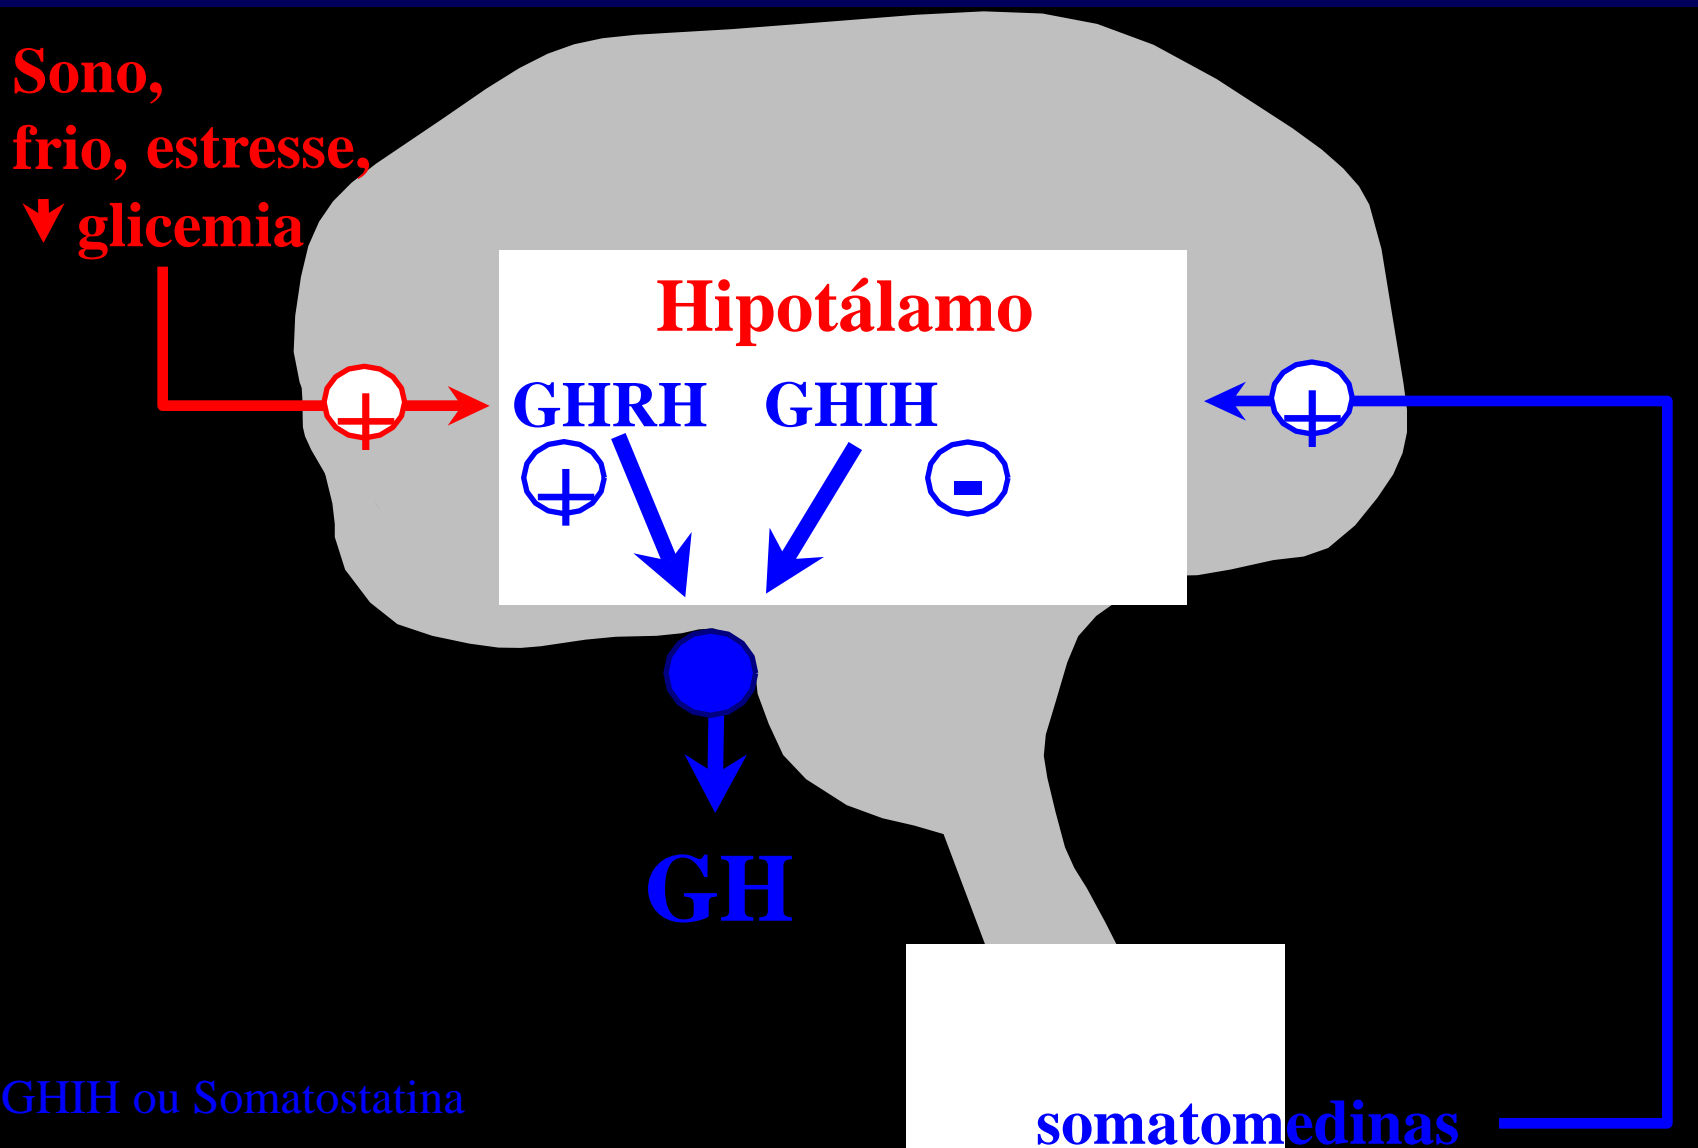 Sono,
frio, estresse,
glicemia
Hipotálamo
GHRH GHIH
+ + + -
GH
GHIH ou Somatostatina
somatomedinas